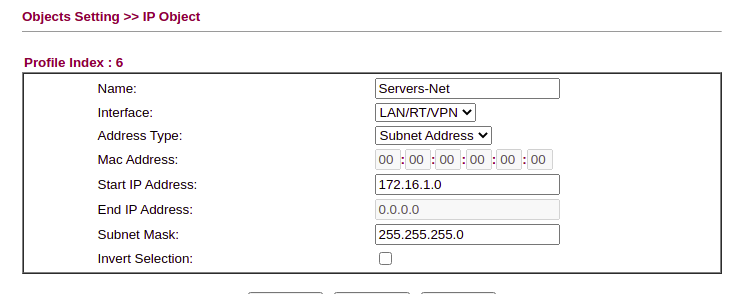 Objects Setting >> IP Object
Profile Index : 6
Name: Servers-Net
Interface: LAN/RT/VPN
Address Type: Subnet Address
Mac Address: 00 : 00 : 00 : 00 : 00 : 00
Start IP Address: 172.16.1.0
End IP Address: 0.0.0.0
Subnet Mask: 255.255.255.0
Invert Selection: